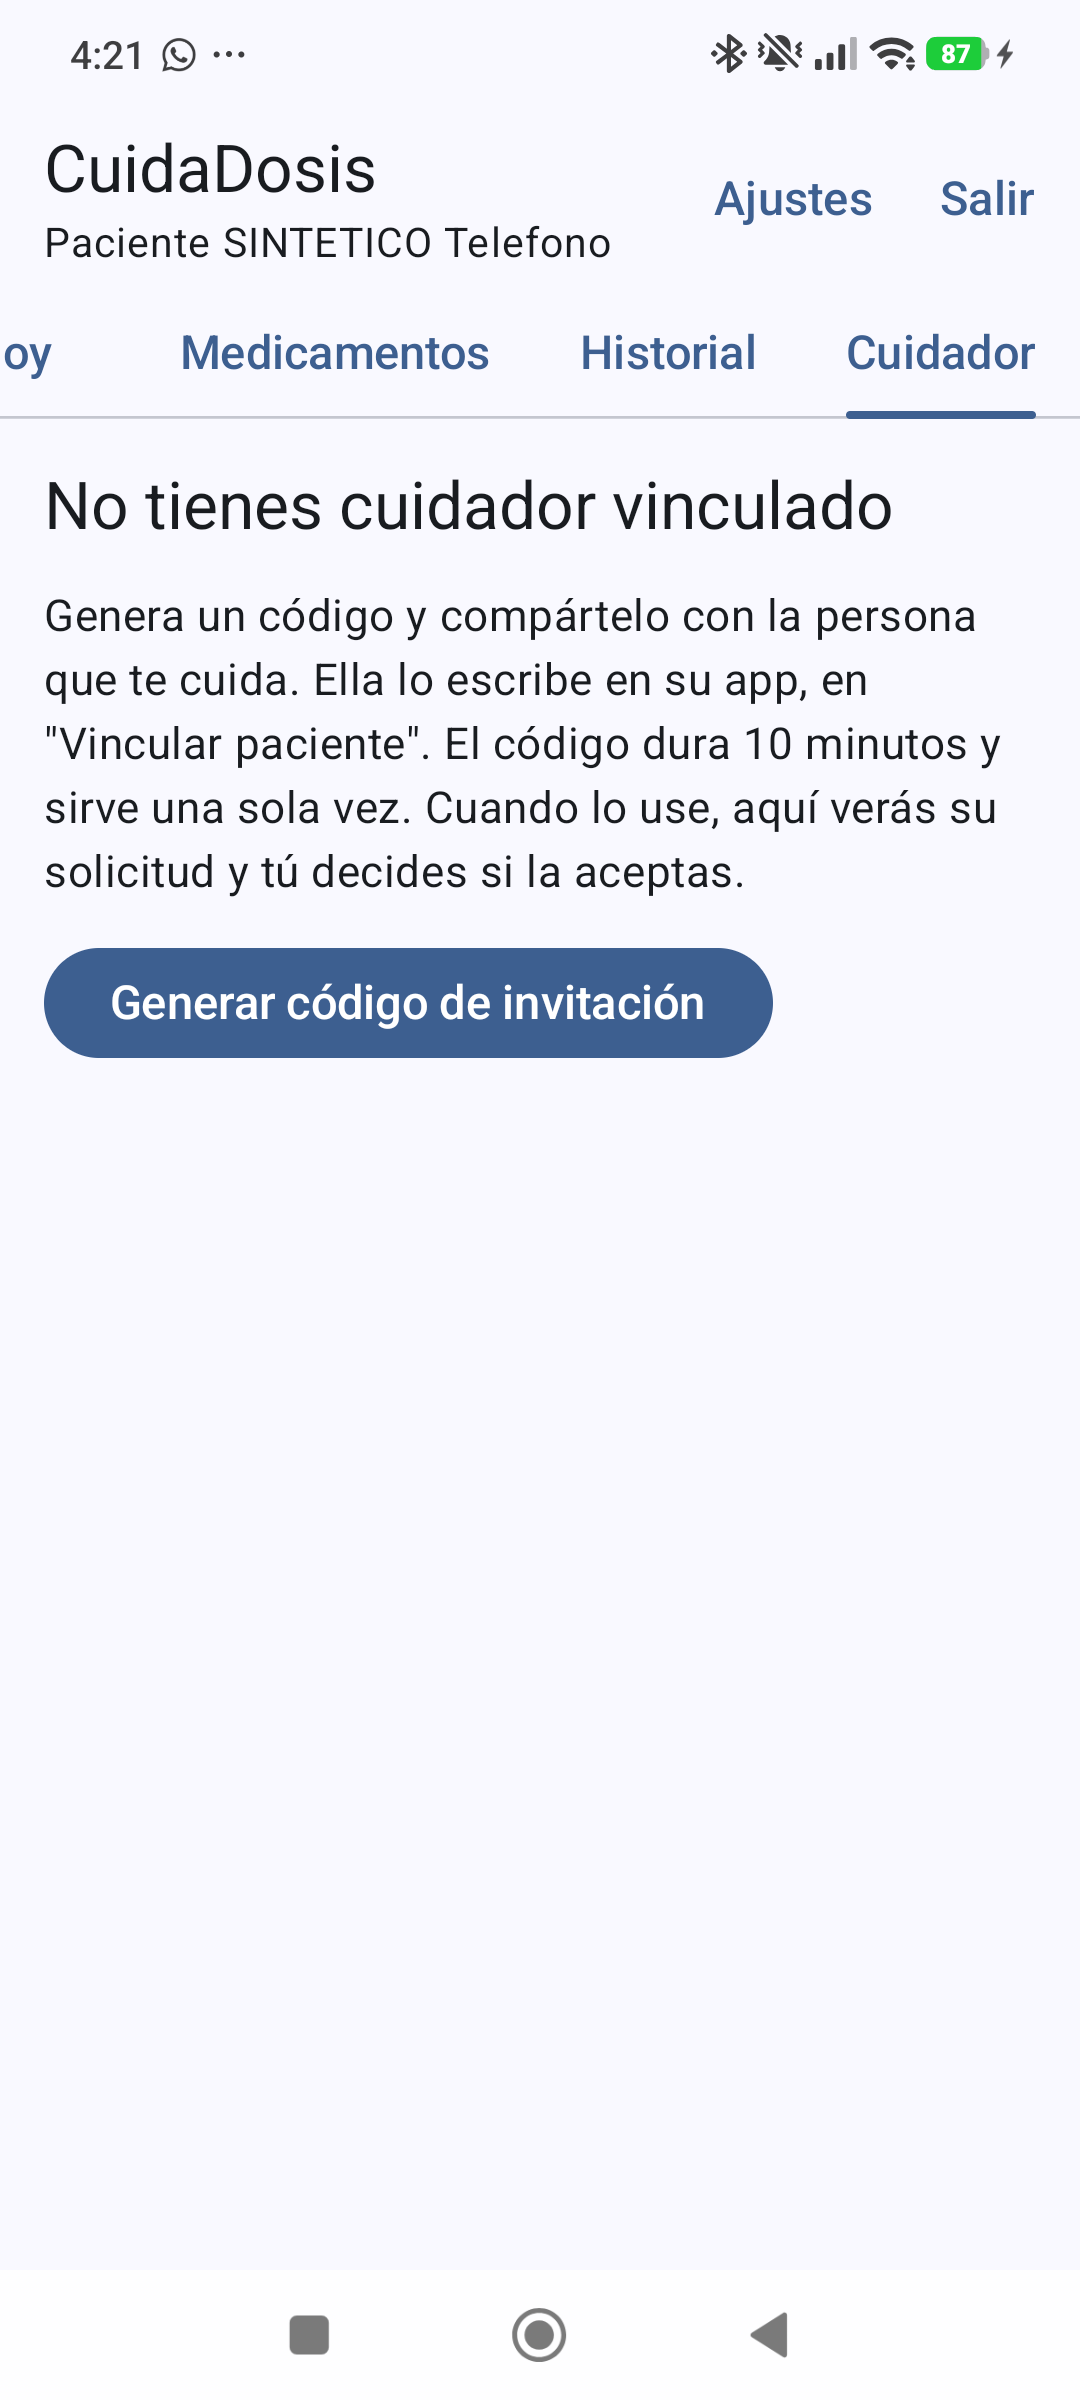 4:21
87
CuidaDosis
Ajustes Salir
Paciente SINTETICO Telefono
oy Medicamentos Historial Cuidador
No tienes cuidador vinculado
Genera un código y compártelo con la persona
que te cuida. Ella lo escribe en su app, en
"Vincular paciente". El código dura 10 minutos y
sirve una sola vez. Cuando lo use, aquí verás su
solicitud y tú decides si la aceptas.
Generar código de invitación